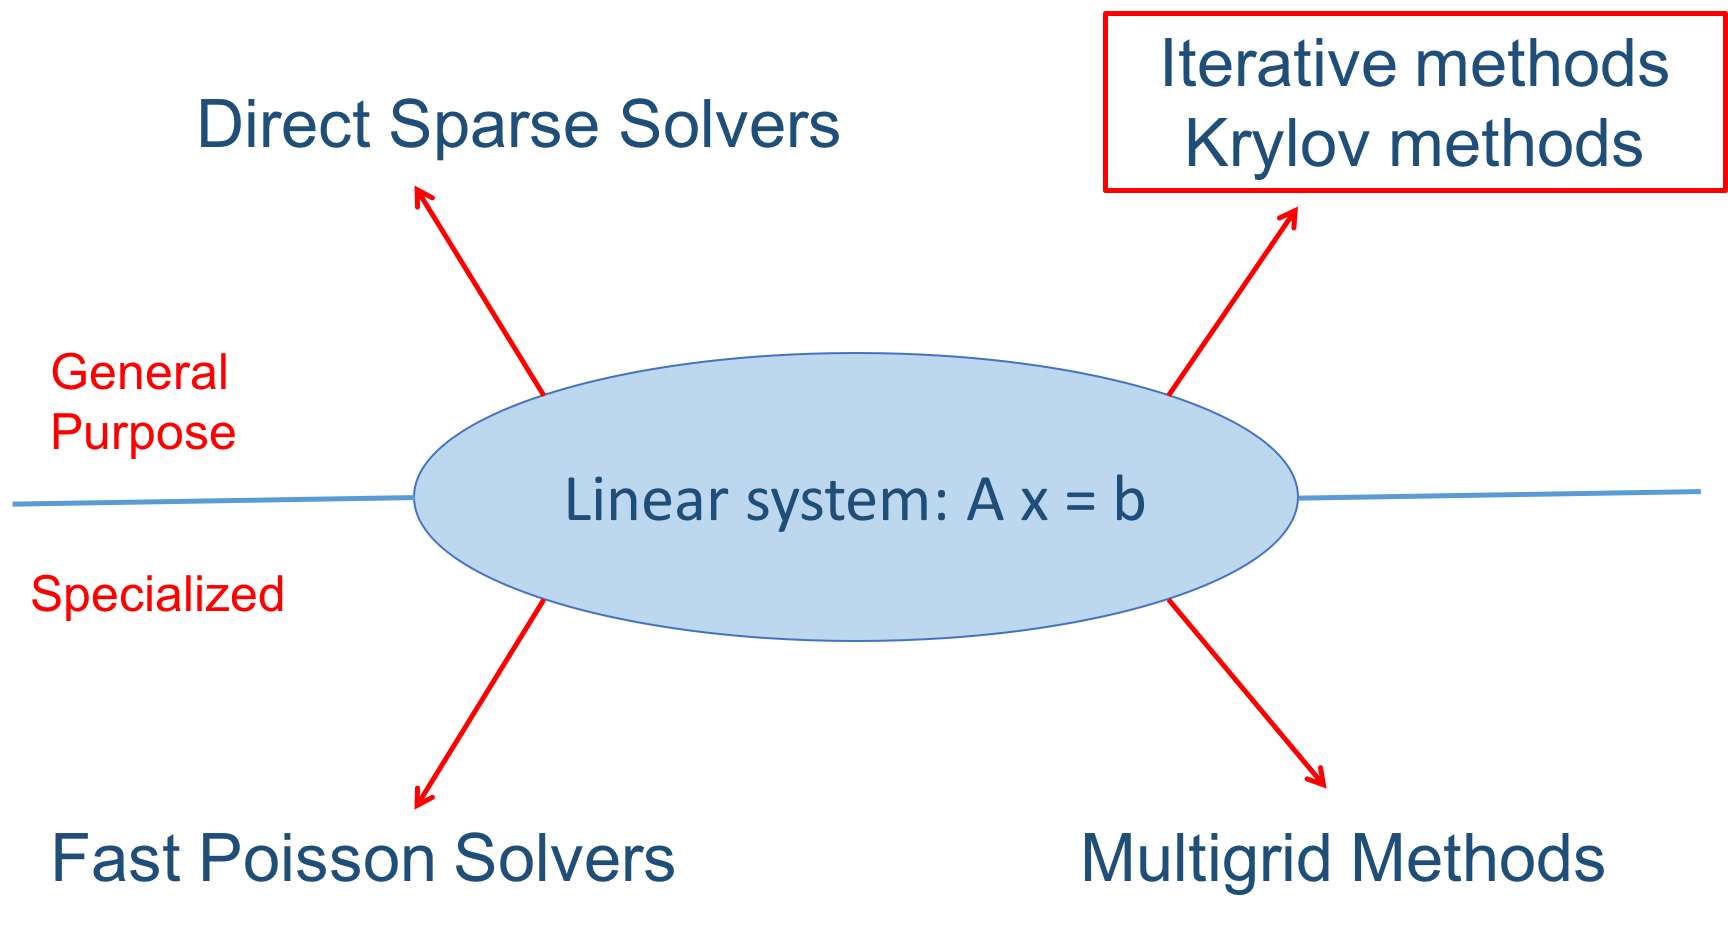 Iterative methods
Krylov methods
Direct Sparse Solvers
General
Purpose
Linear system: A x = b
Specialized
Fast Poisson Solvers
Multigrid Methods